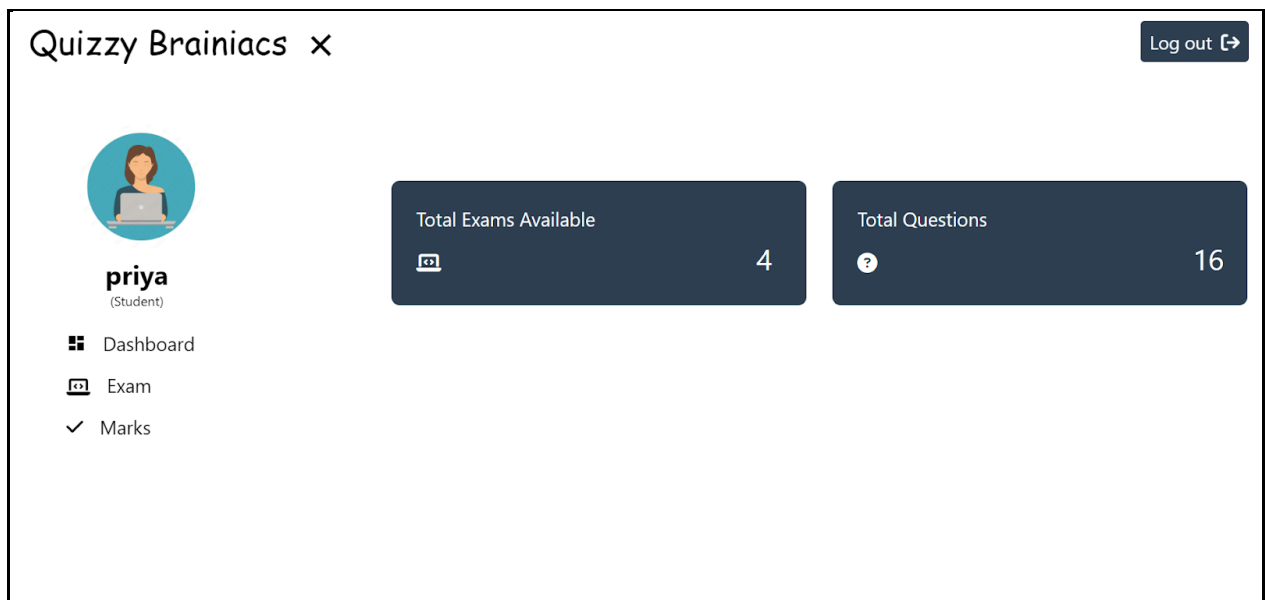 Quizzy Brainiacs
Log out
priya
(Student)
Dashboard
Exam
Marks
Total Exams Available
4
Total Questions
16